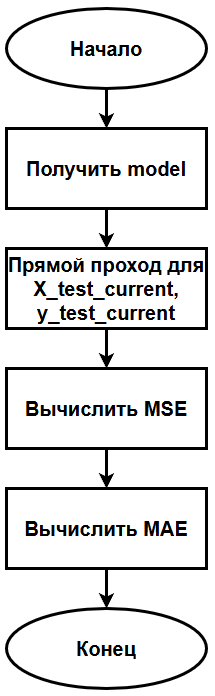 Начало
Получить model
Прямой проход для
X_test_current,
y_test_current
Вычислить MSE
Вычислить MAE
Конец